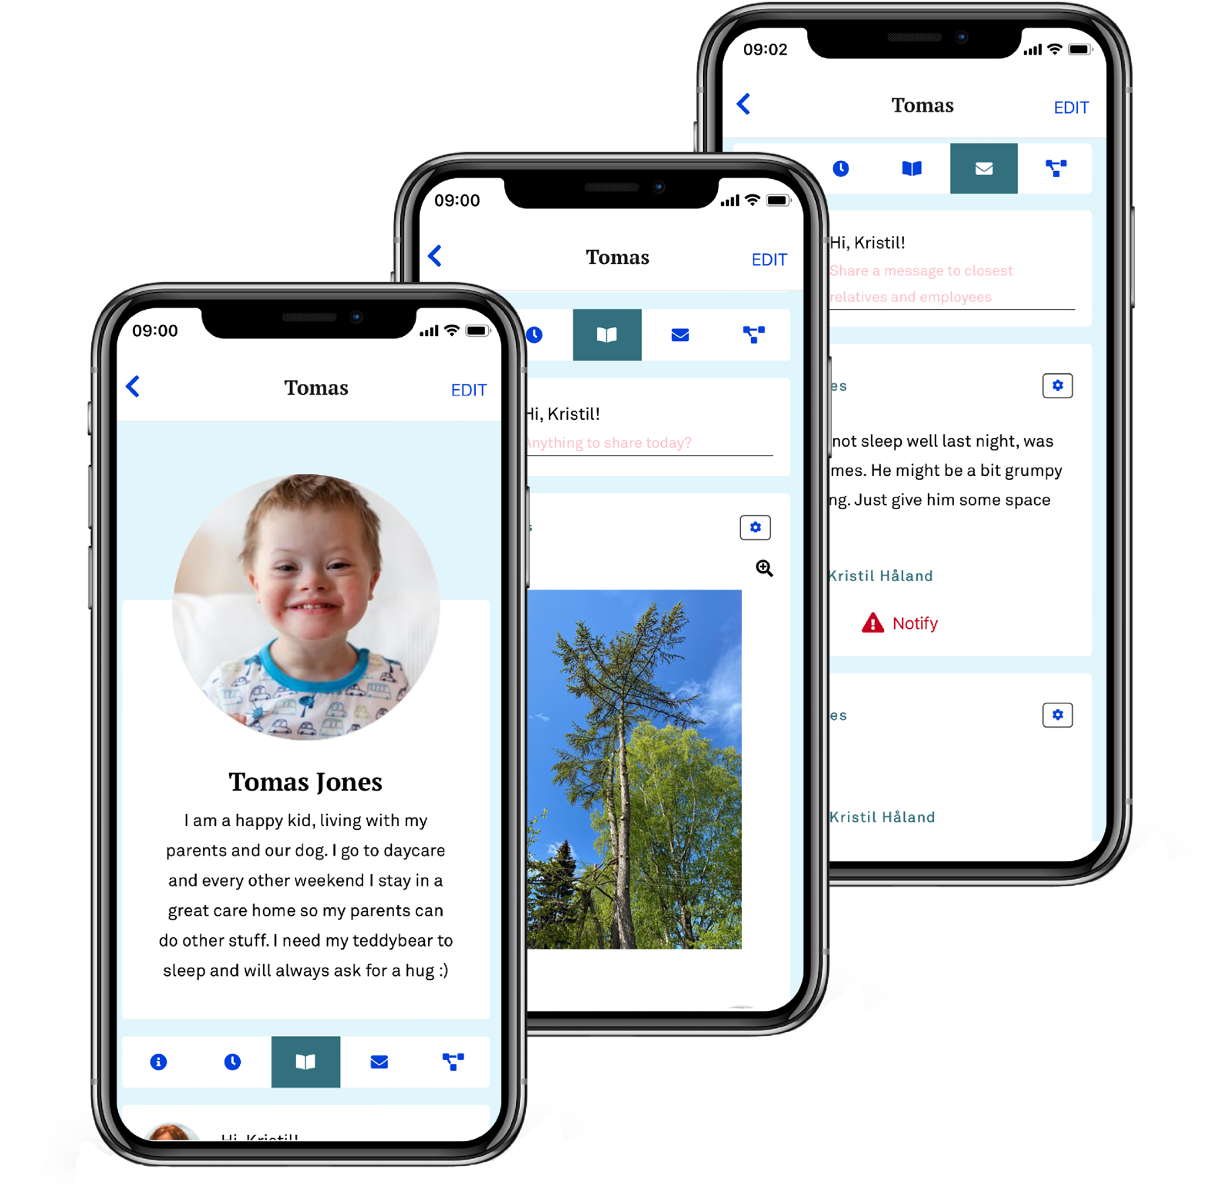 09:00
Tomas
EDIT
Tomas Jones
I am a happy kid, living with my
parents and our dog. I go to daycare
and every other weekend I stay in a
great care home so my parents can
do other stuff. I need my teddybear to
sleep and will always ask for a hug :)
Hi, Kristil!
09:00
Tomas
EDIT
Hi, Kristil!
Anything to share today?
s
09:02
Tomas
EDIT
Hi, Kristil!
Share a message to closest
relatives and employees
es
not sleep well last night, was
mes. He might be a bit grumpy
ng. Just give him some space
Kristil Håland
Notify
es
Kristil Håland